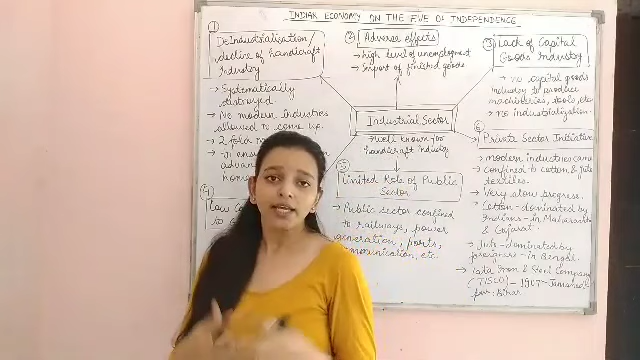 INDIAN ECONOMY ON THE EVE OF INDEPENDENCE
①
Deindustrialisation/
decline of handicraft
Industry
→ Systematically
destroyed.
→ No modern industries
allowed to come up.
→ 2 fold
②
Adverse effects
→ high level of unemployment
→ Import of finished goods
③ Lack of Capital
Goods Industry
→ no capital goods
industry to produce
machineries, tools, etc.
→ no industrialization.
Industrial Sector
→ well known for
handicraft industry
④
⑤
Limited Role of Public
Sector
→ Public sector confined
to railways, power
generation, ports,
communication, etc.
⑥
Private Sector Initiative
→ modern industries came
→ confined to cotton & jute
textiles.
→ Very slow progress.
→ Cotton - dominated by
Indians - in Maharashtra
& Gujarat.
→ Jute - dominated by
foreigners - in Bengal.
→ Tata Iron & Steel Company
(TISCO) - 1907 -
Bihar